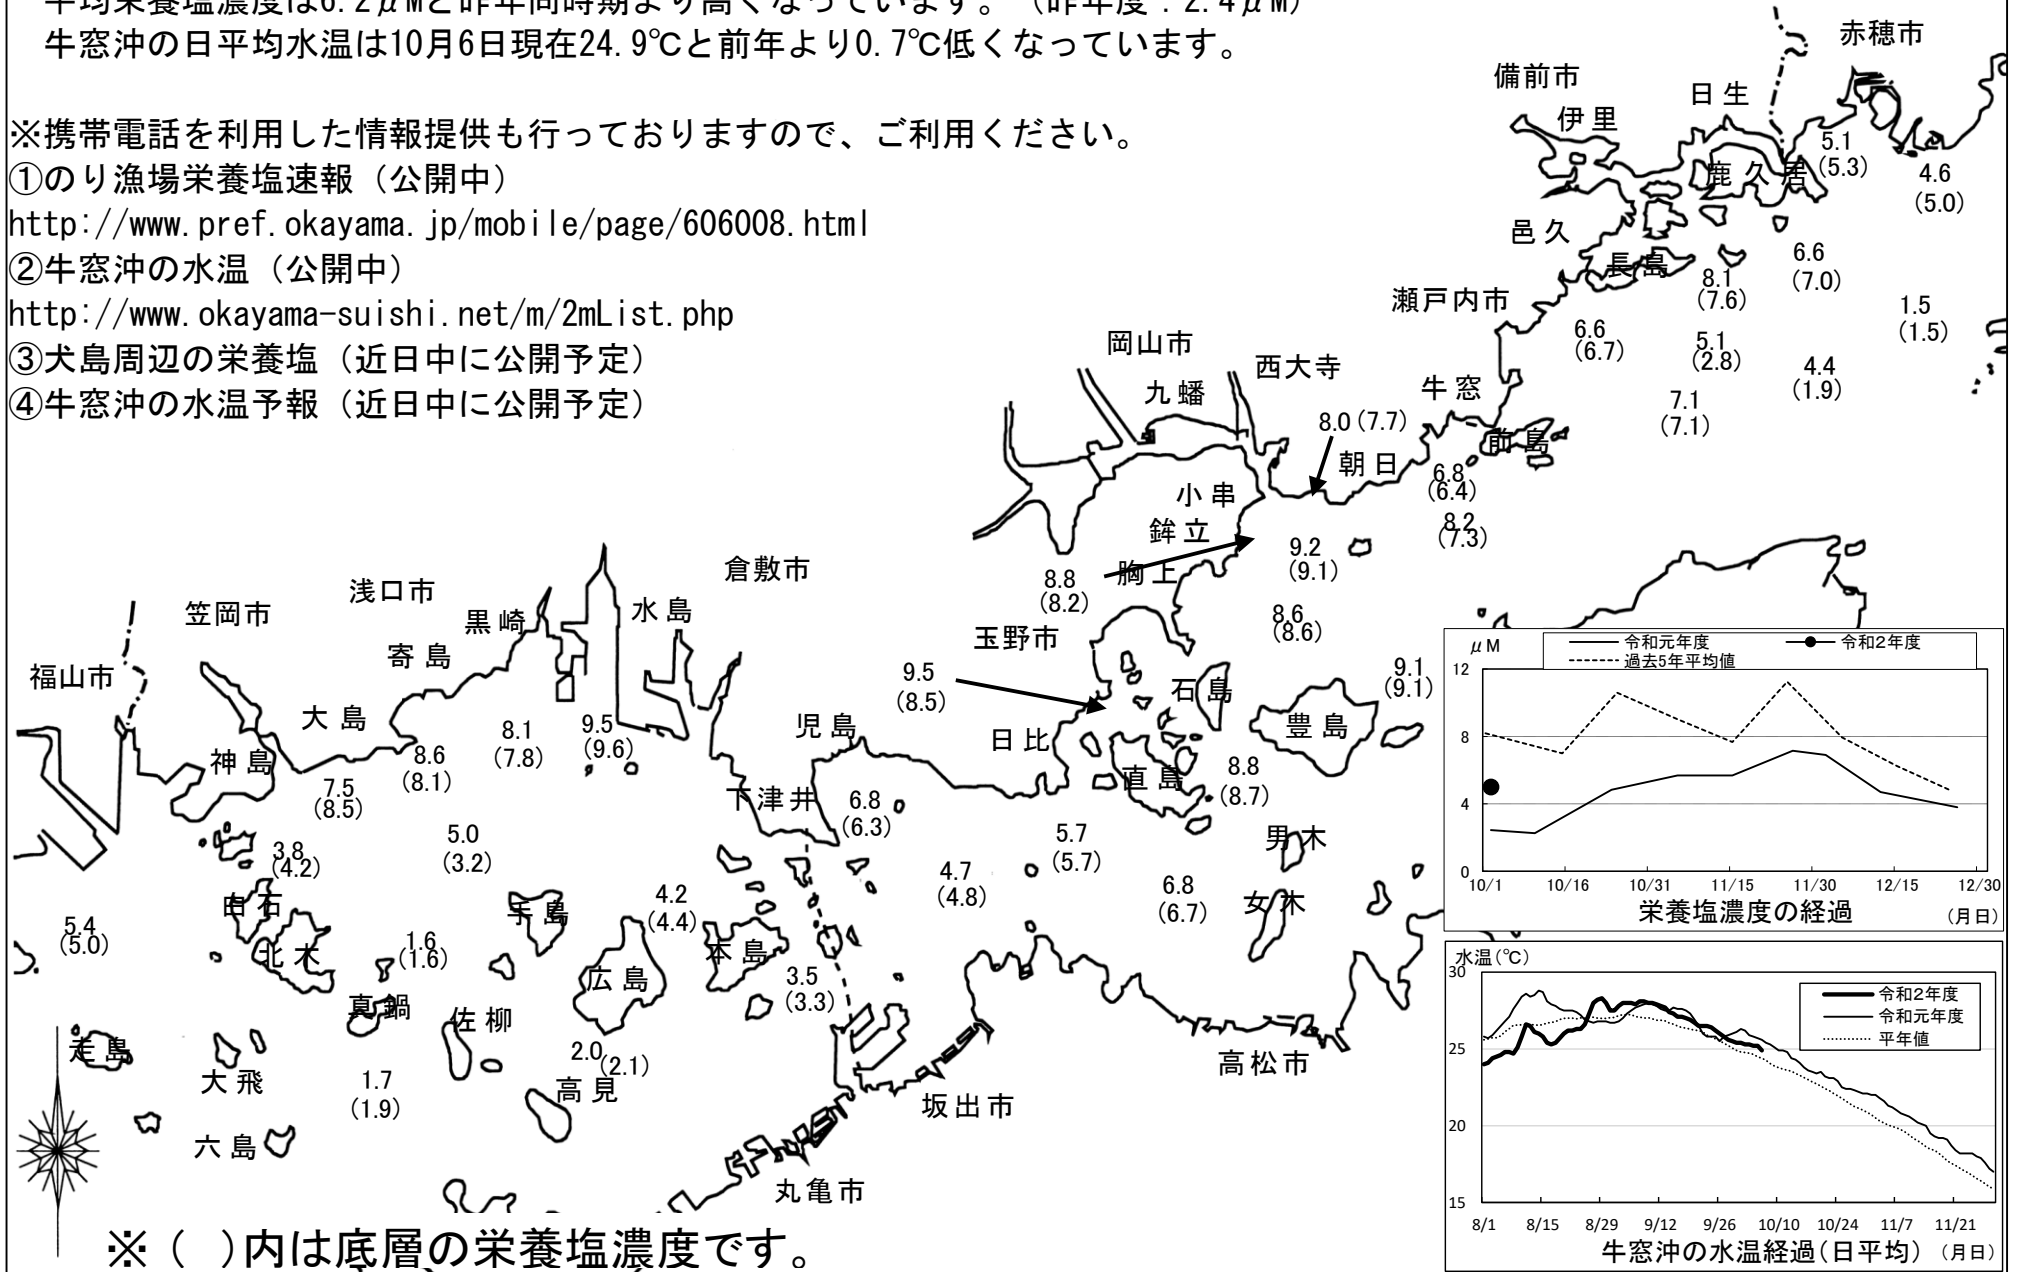 平均栄養塩濃度は6.2μMと昨年同時期より高くなっています。（昨年度：2.4μM）
牛窓沖の日平均水温は10月6日現在24.9℃と前年より0.7℃低くなっています。
※携帯電話を利用した情報提供も行っておりますので、ご利用ください。
①のり漁場栄養塩速報（公開中）
http://www.pref.okayama.jp/mobile/page/606008.html
②牛窓沖の水温（公開中）
http://www.okayama-suishi.net/m/2mList.php
③犬島周辺の栄養塩（近日中に公開予定）
④牛窓沖の水温予報（近日中に公開予定）
赤穂市
備前市
日生
伊里
5.1
(5.3)
鹿久居
4.6
(5.0)
邑久
長島
6.6
(7.0)
8.1
(7.6)
瀬戸内市
1.5
(1.5)
6.6
(6.7)
5.1
(2.8)
4.4
(1.9)
岡山市
西大寺
九蟠
牛窓
7.1
(7.1)
8.0(7.7)
前島
朝日
6.8
(6.4)
小串
鉾立
8.2
(7.3)
9.2
(9.1)
胸上
8.8
(8.2)
8.6
(8.6)
倉敷市
浅口市
笠岡市
黒崎
水島
玉野市
寄島
福山市
9.5
(8.5)
9.1
(9.1)
石島
大島
8.1
(7.8)
9.5
(9.6)
児島
日比
豊島
神島
8.6
(8.1)
直島
8.8
(8.7)
7.5
(8.5)
下津井
6.8
(6.3)
5.0
(3.2)
5.7
(5.7)
男木
3.8
(4.2)
4.7
(4.8)
6.8
(6.7)
女木
白石
手島
4.2
(4.4)
5.4
(5.0)
北木
1.6
(1.6)
本島
広島
3.5
(3.3)
真鍋
佐柳
走島
2.0
(2.1)
高松市
大飛
1.7
(1.9)
高見
坂出市
六島
丸亀市
※（ ）内は底層の栄養塩濃度です。
μM
令和元年度
令和2年度
過去5年平均値
12
8
4
0
10/1 10/16 10/31 11/15 11/30 12/15 12/30
栄養塩濃度の経過 （月日）
水温(℃)
令和2年度
令和元年度
平年値
30
25
20
15
8/1 8/15 8/29 9/12 9/26 10/10 10/24 11/7 11/21
牛窓沖の水温経過(日平均) （月日）